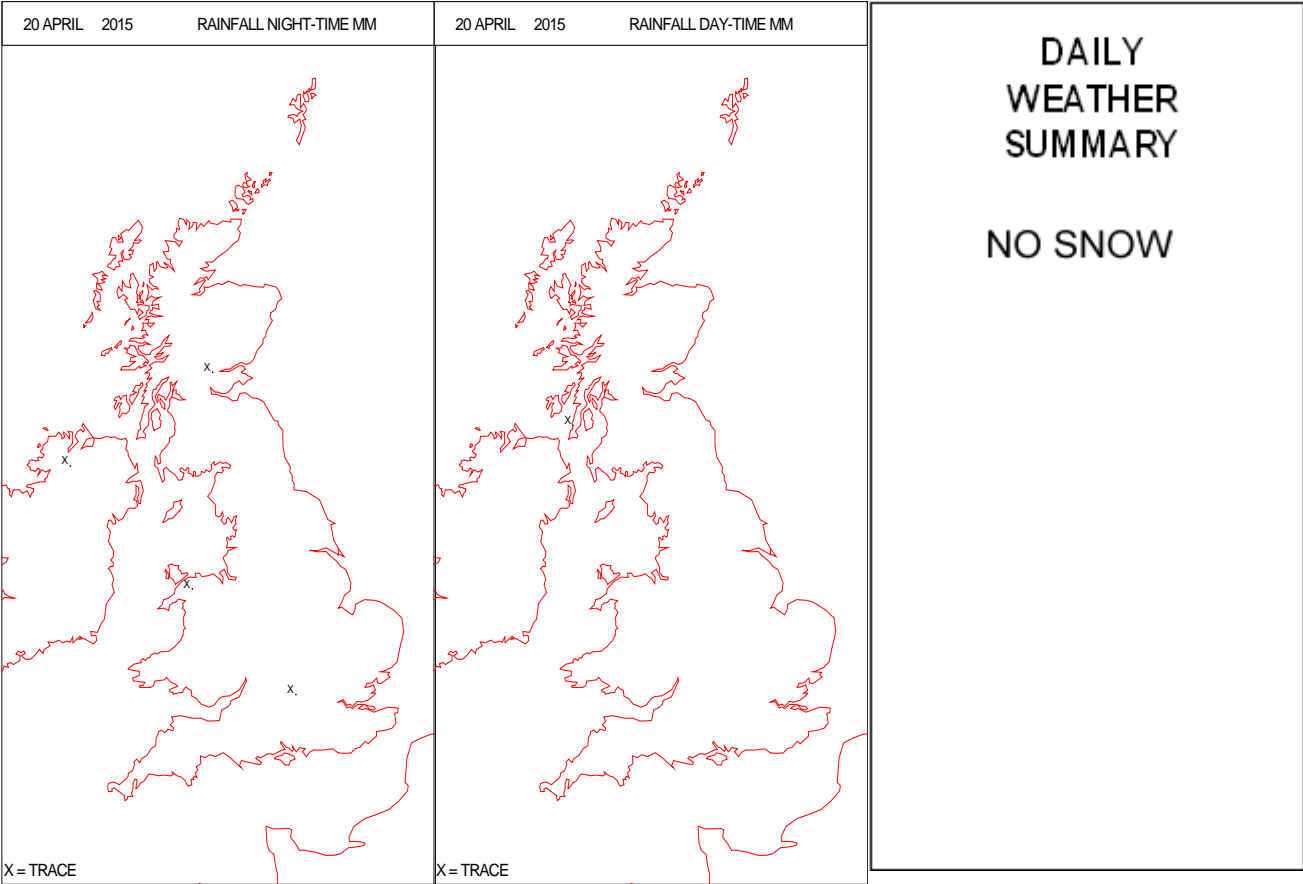 20 APRIL 2015 RAINFALL NIGHT-TIME MM
X.
X.
X.
X.
X = TRACE
20 APRIL 2015 RAINFALL DAY-TIME MM
X.
X = TRACE
DAILY
WEATHER
SUMMARY
NO SNOW